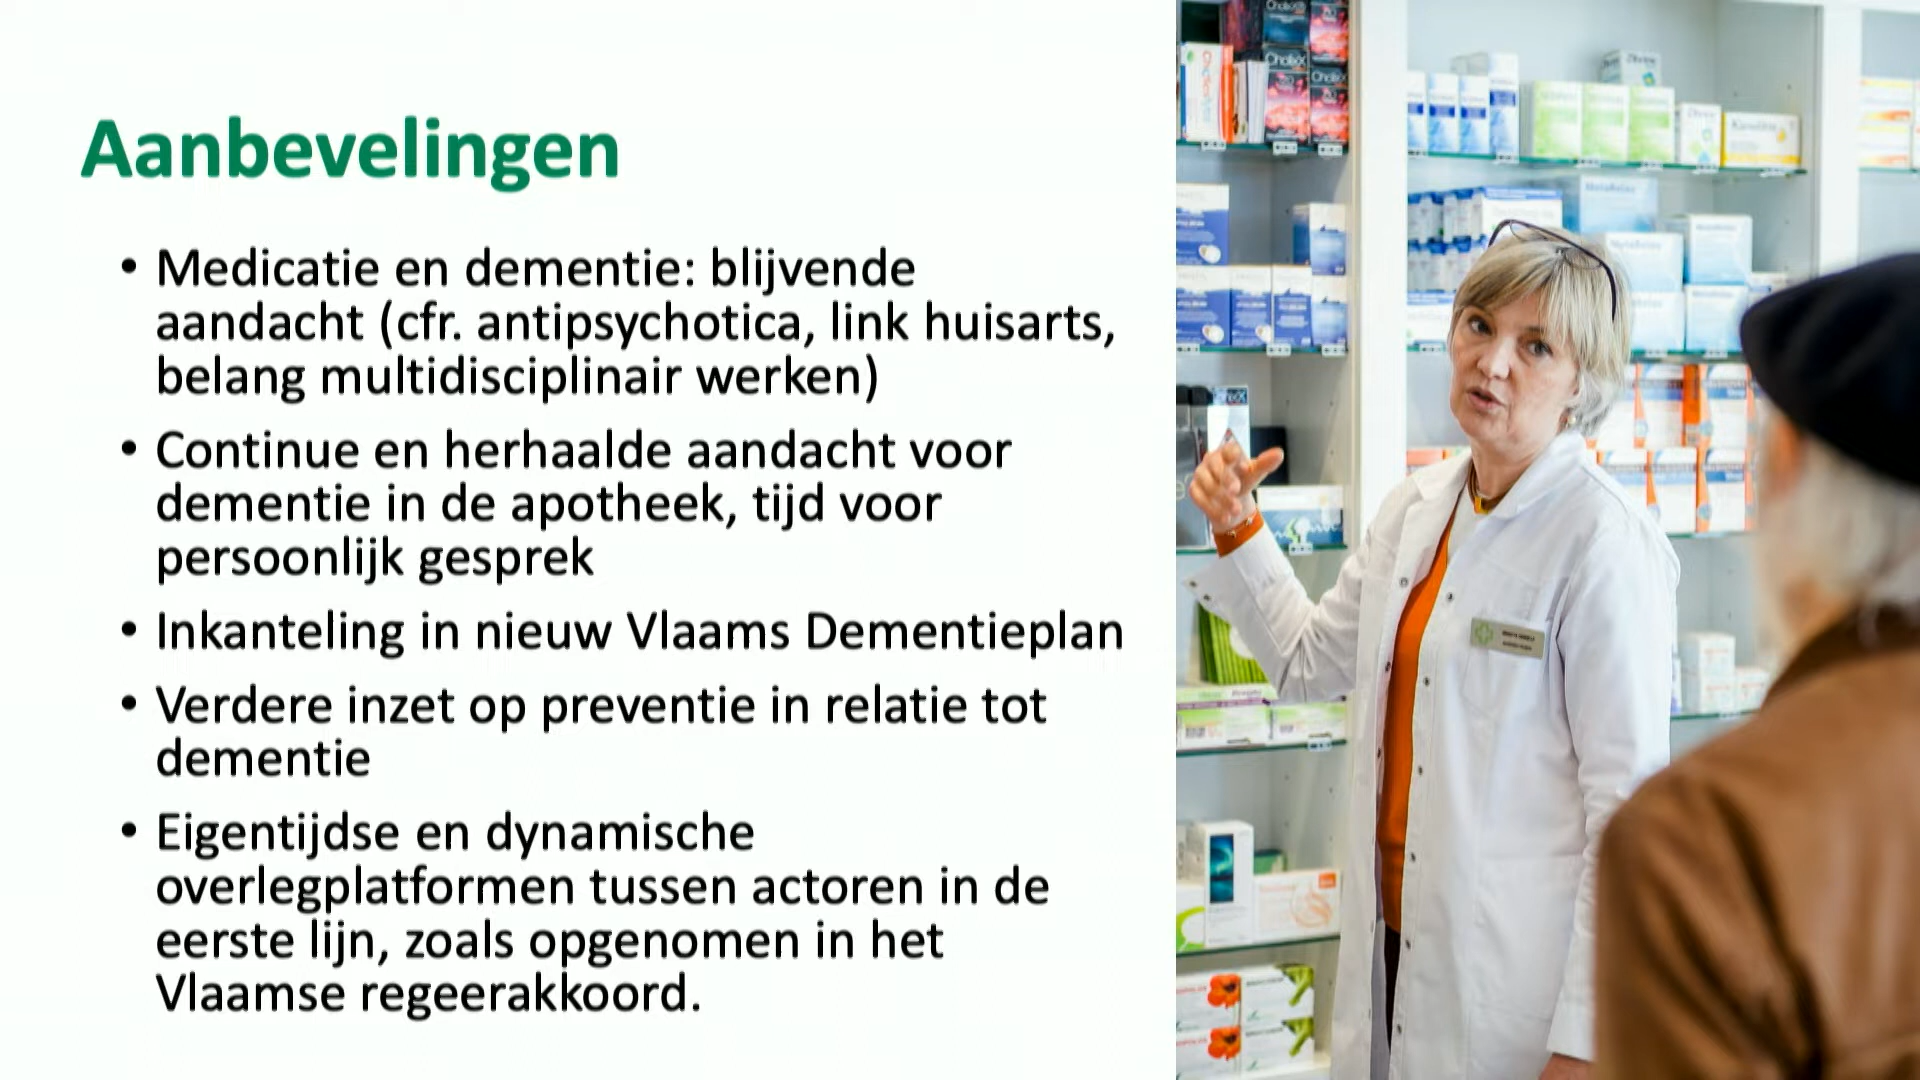 Aanbevelingen
• Medicatie en dementie: blijvende
aandacht (cfr. antipsychotica, link huisarts,
belang multidisciplinair werken)
• Continue en herhaalde aandacht voor
dementie in de apotheek, tijd voor
persoonlijk gesprek
• Inkanteling in nieuw Vlaams Dementieplan
• Verdere inzet op preventie in relatie tot
dementie
• Eigentijdse en dynamische
overlegplatformen tussen actoren in de
eerste lijn, zoals opgenomen in het
Vlaamse regeerakkoord.